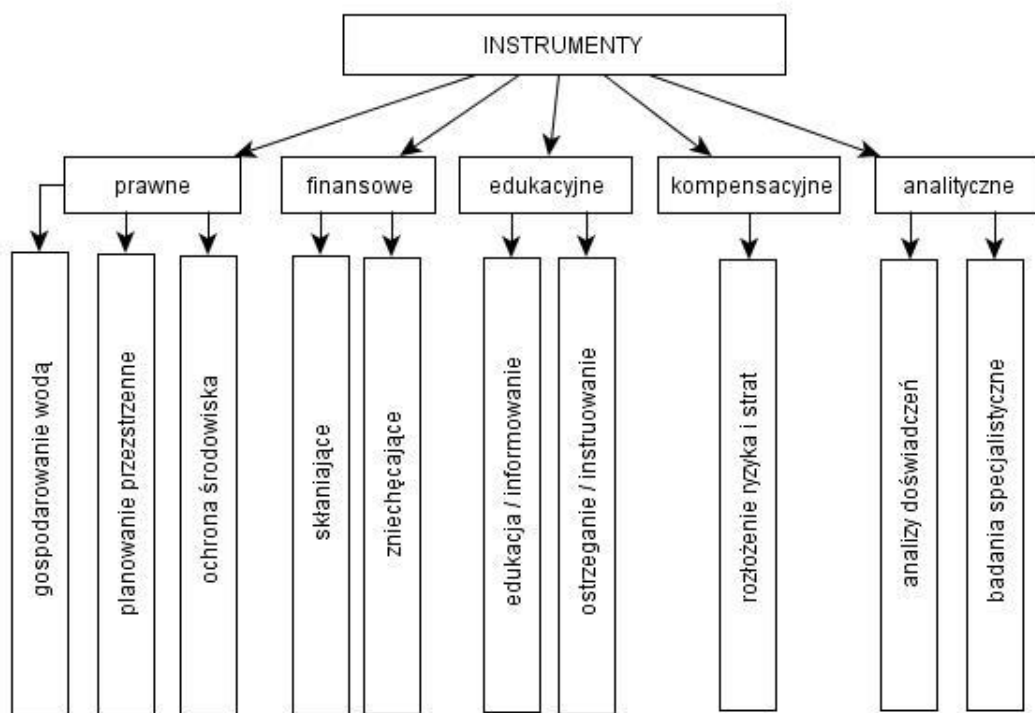 INSTRUMENTY
prawne
finansowe
edukacyjne
kompensacyjne
analityczne
gospodarowanie wodą
planowanie przezstrzenne
ochrona środowiska
skłaniające
zniechęcające
edukacja / informowanie
ostrzeganie / instruowanie
rozłożenie ryzyka i strat
analizy doświadczeń
badania specjalistyczne